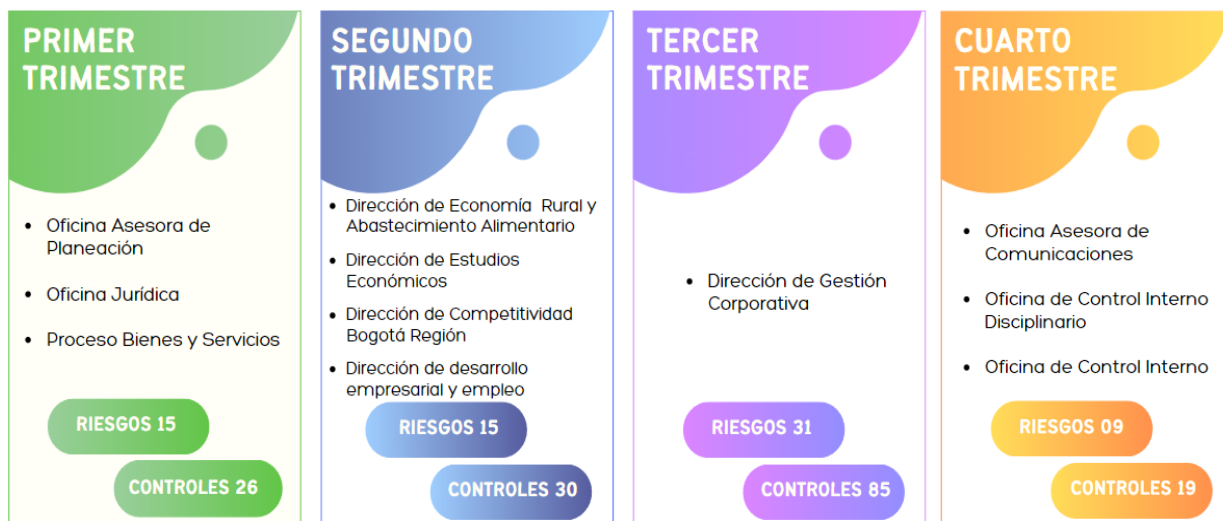 PRIMER
TRIMESTRE
• Oficina Asesora de
Planeación
• Oficina Jurídica
• Proceso Bienes y Servicios
RIESGOS 15
CONTROLES 26
SEGUNDO
TRIMESTRE
• Dirección de Economía Rural y
Abastecimiento Alimentario
• Dirección de Estudios
Económicos
• Dirección de Competitividad
Bogotá Región
• Dirección de desarrollo
empresarial y empleo
RIESGOS 15
CONTROLES 30
TERCER
TRIMESTRE
• Dirección de Gestión
Corporativa
RIESGOS 31
CONTROLES 85
CUARTO
TRIMESTRE
• Oficina Asesora de
Comunicaciones
• Oficina de Control Interno
Disciplinario
• Oficina de Control Interno
RIESGOS 09
CONTROLES 19